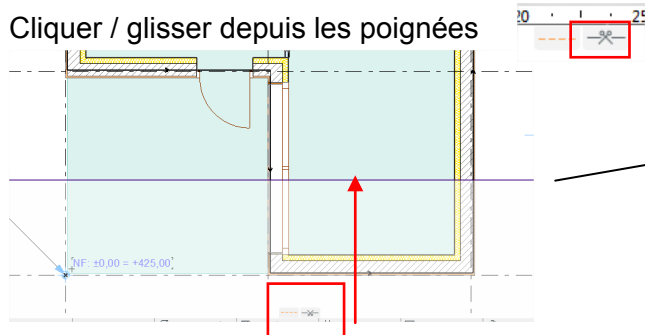 Cliquer / glisser depuis les poignées
20 25
NF: ±0,00 = +425,00